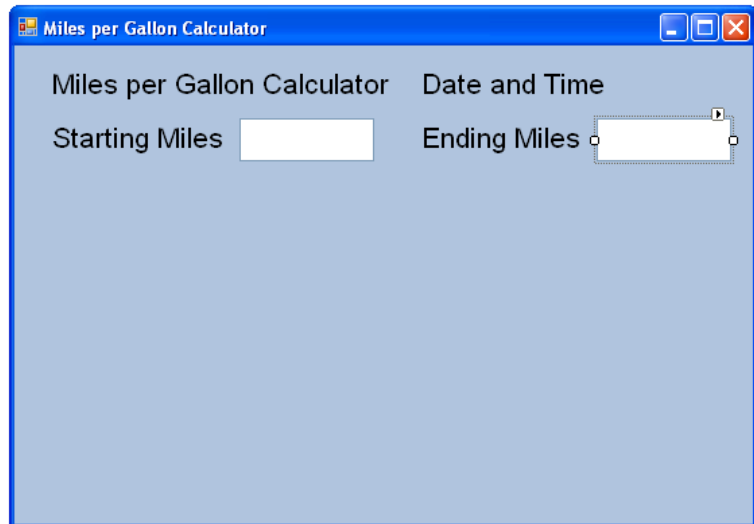 Miles per Gallon Calculator
Miles per Gallon Calculator Date and Time
Starting Miles Ending Miles